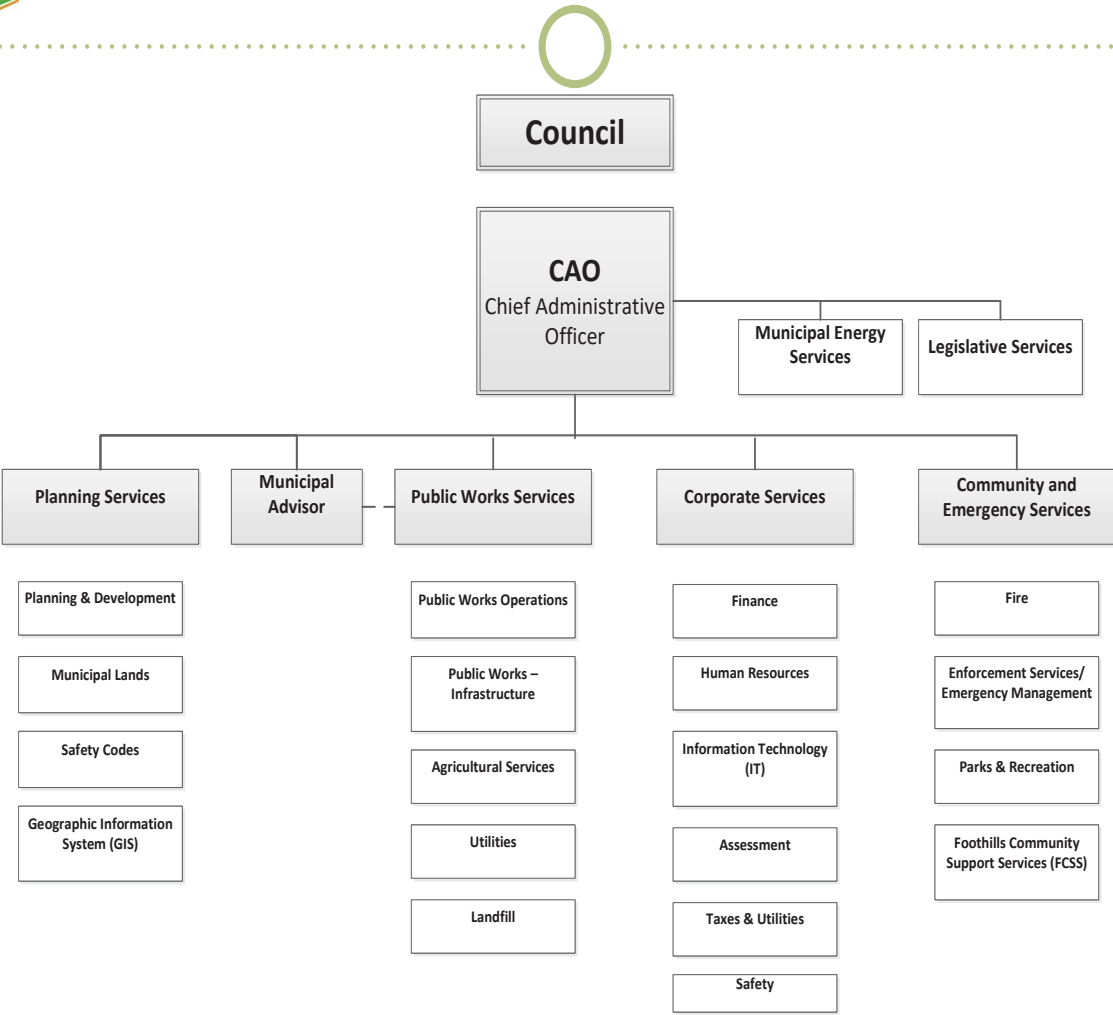 Council
CAO
Chief Administrative
Officer
Municipal Energy
Services
Legislative Services
Planning Services
Municipal
Advisor
Public Works Services
Corporate Services
Community and
Emergency Services
Planning & Development
Municipal Lands
Safety Codes
Geographic Information
System (GIS)
Public Works Operations
Public Works –
Infrastructure
Agricultural Services
Utilities
Landfill
Finance
Human Resources
Information Technology
(IT)
Assessment
Taxes & Utilities
Safety
Fire
Enforcement Services/
Emergency Management
Parks & Recreation
Foothills Community
Support Services (FCSS)